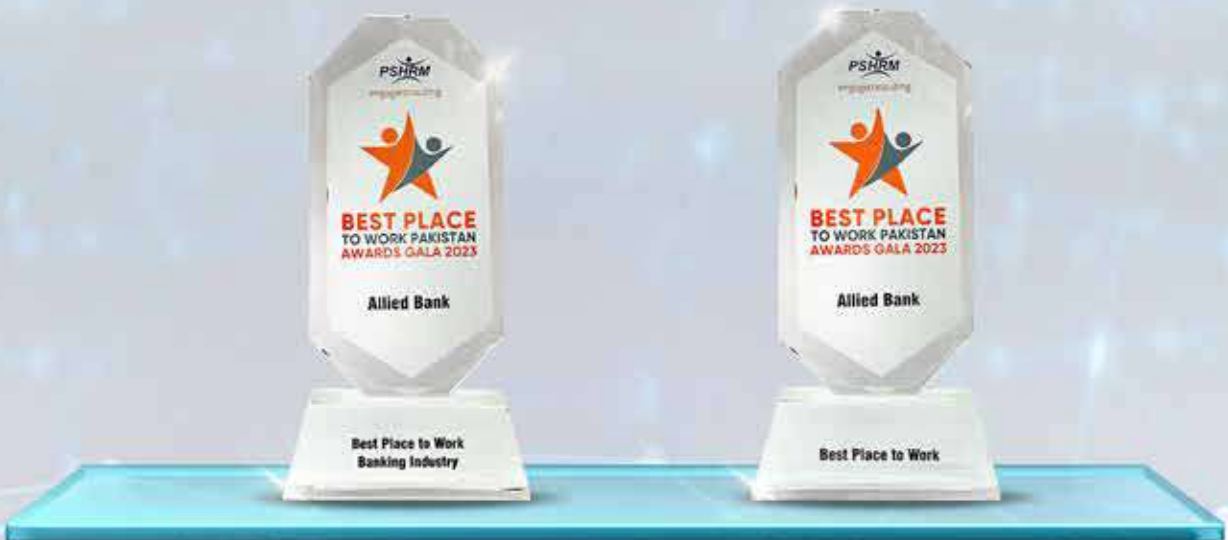 PSHRM
BEST PLACE
TO WORK PAKISTAN
AWARDS GALA 2023
Allied Bank
Best Place to Work
Banking Industry
PSHRM
BEST PLACE
TO WORK PAKISTAN
AWARDS GALA 2023
Allied Bank
Best Place to Work